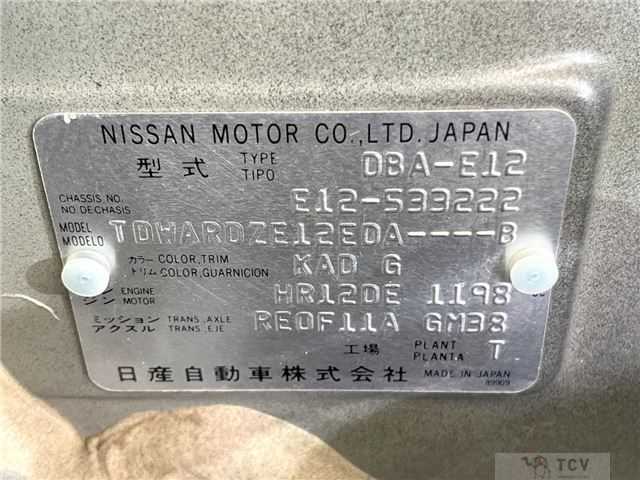 NISSAN MOTOR CO., LTD. JAPAN
型式 TYPE TIPO DBA-E12
CHASSIS NO. NO DE CHASIS E12-533222
MODEL MODELO TDWARDZE12EDA----B
カラー トリム COLOR, TRIM COLOR, GUARNICION KAD G
ENGINE MOTOR HR12DE 1198
ミッション アクスル TRANS., AXLE TRANS., EJE RE0F11A GM38
工場 PLANT PLANTA T
日産自動車株式会社 MADE IN JAPAN
89909
TCV